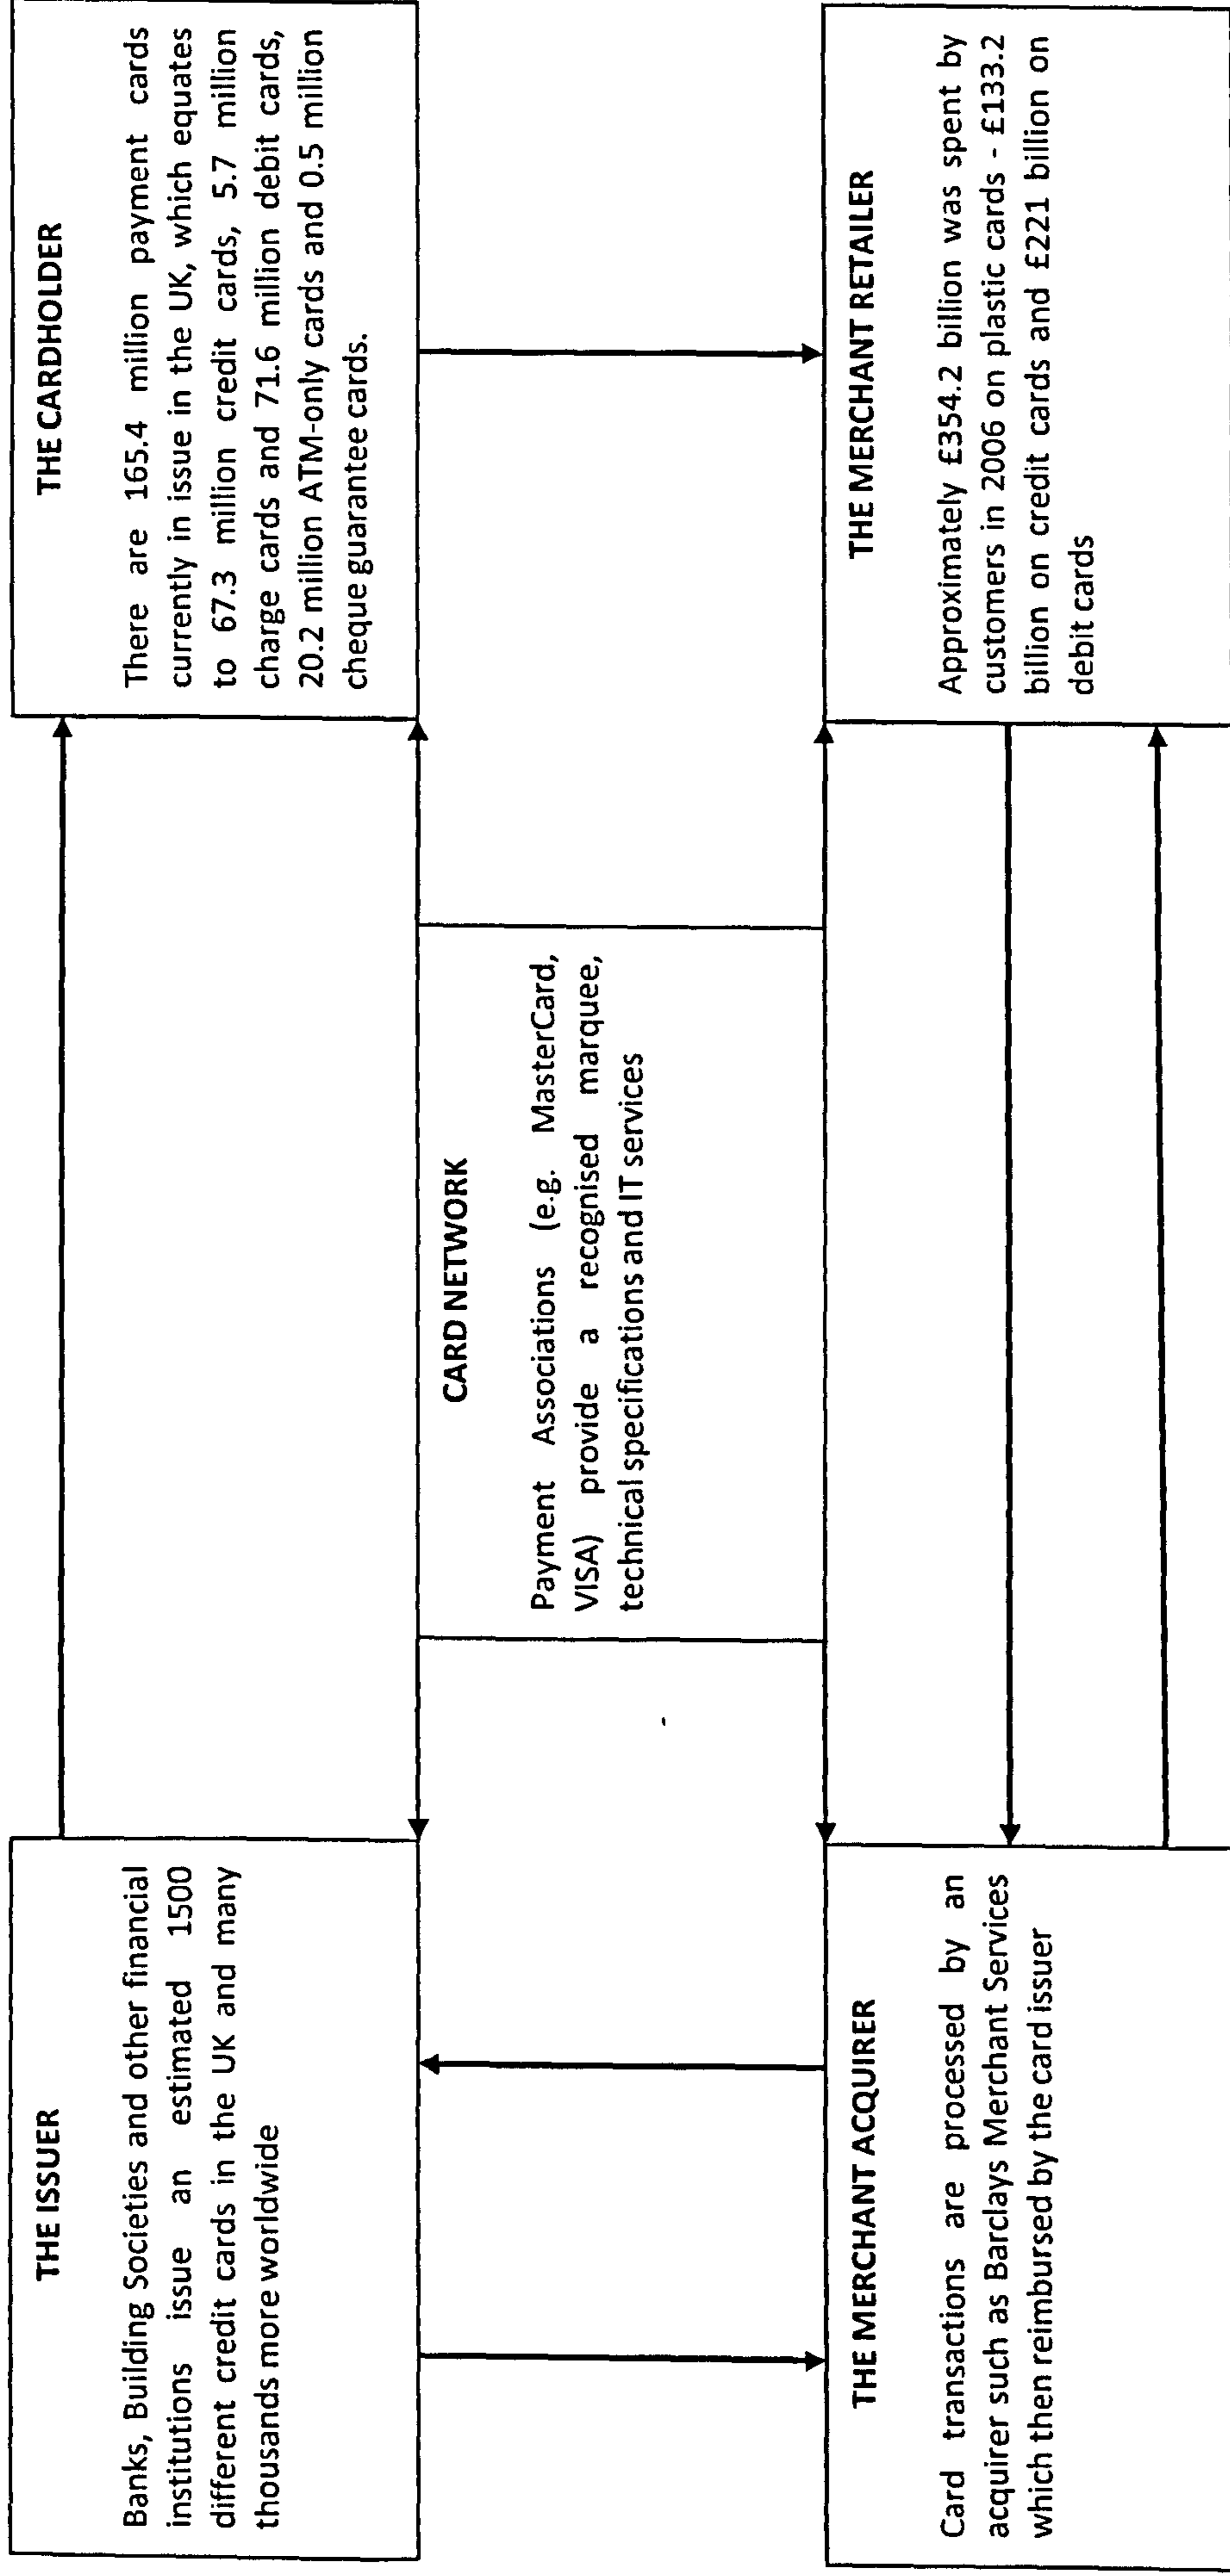 THE ISSUER
Banks, Building Societies and other financial
institutions issue an estimated 1500
different credit cards in the UK and many
thousands more worldwide
THE CARDHOLDER
There are 165.4 million payment cards
currently in issue in the UK, which equates
to 67.3 million credit cards, 5.7 million
charge cards and 71.6 million debit cards,
20.2 million ATM-only cards and 0.5 million
cheque guarantee cards.
CARD NETWORK
Payment Associations (e.g. MasterCard,
VISA) provide a recognised marquee,
technical specifications and IT services
THE MERCHANT ACQUIRER
Card transactions are processed by an
acquirer such as Barclays Merchant Services
which then reimbursed by the card issuer
THE MERCHANT RETAILER
Approximately £354.2 billion was spent by
customers in 2006 on plastic cards - £133.2
billion on credit cards and £221 billion on
debit cards